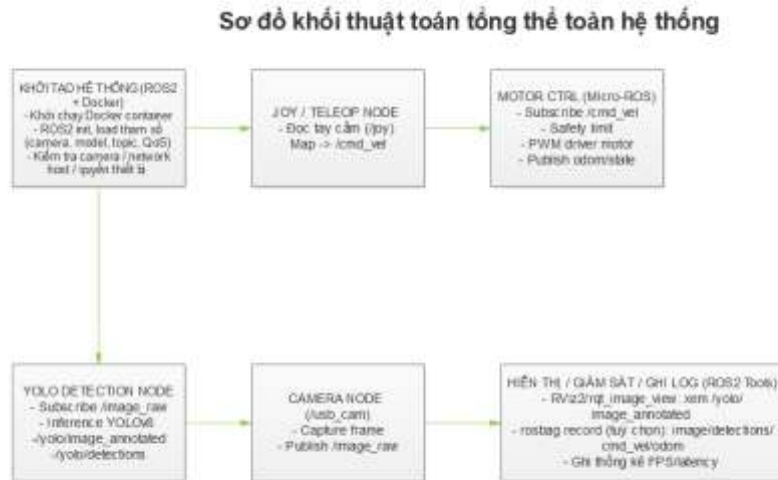 Sơ đồ khối thuật toán tổng thể toàn hệ thống
KHỞI TẠO HỆ THỐNG (ROS2
+ Docker)
- Khởi chạy Docker container
- ROS2 init, load tham số
(camera, model, topic, QoS)
- Kiểm tra camera / network
host / quyền thiết bị
JOY / TELEOP NODE
- Đọc tay cầm (/joy)
Map -> /cmd_vel
MOTOR CTRL (Micro-ROS)
- Subscribe /cmd_vel
- Safety limit
- PWM driver motor
- Publish odom/state
YOLO DETECTION NODE
- Subscribe /image_raw
- Inference YOLOv8
-/yolo/image_annotated
-/yolo/detections
CAMERA NODE
(/usb_cam)
- Capture frame
- Publish /image_raw
HIỂN THỊ / GIÁM SÁT / GHI LOG (ROS2 Tools)
- RViz2/rqt_image_view: xem /yolo/
image_annotated
- rosbag record (tùy chọn): image/detections/
cmd_vel/odom
- Ghi thống kê FPS/latency